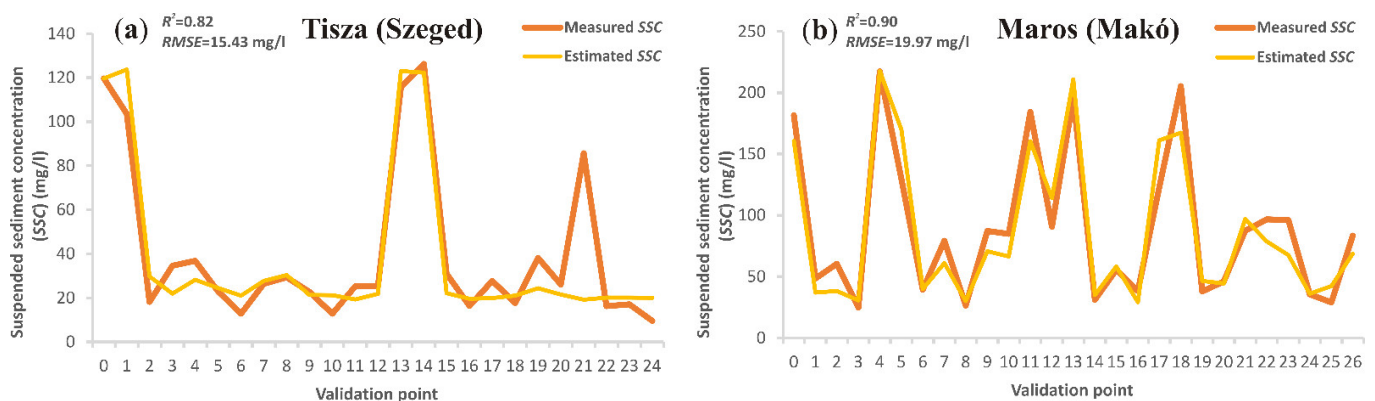 (a)
R²=0.82
RMSE=15.43 mg/l
Tisza (Szeged)
Measured SSC
Estimated SSC
Suspended sediment concentration
(SSC) (mg/l)
140
120
100
80
60
40
20
0
0 1 2 3 4 5 6 7 8 9 10 11 12 13 14 15 16 17 18 19 20 21 22 23 24
Validation point
(b)
R²=0.90
RMSE=19.97 mg/l
Maros (Makó)
Measured SSC
Estimated SSC
Suspended sediment concentration
(SSC) (mg/l)
250
200
150
100
50
0
0 1 2 3 4 5 6 7 8 9 10 11 12 13 14 15 16 17 18 19 20 21 22 23 24 25 26
Validation point